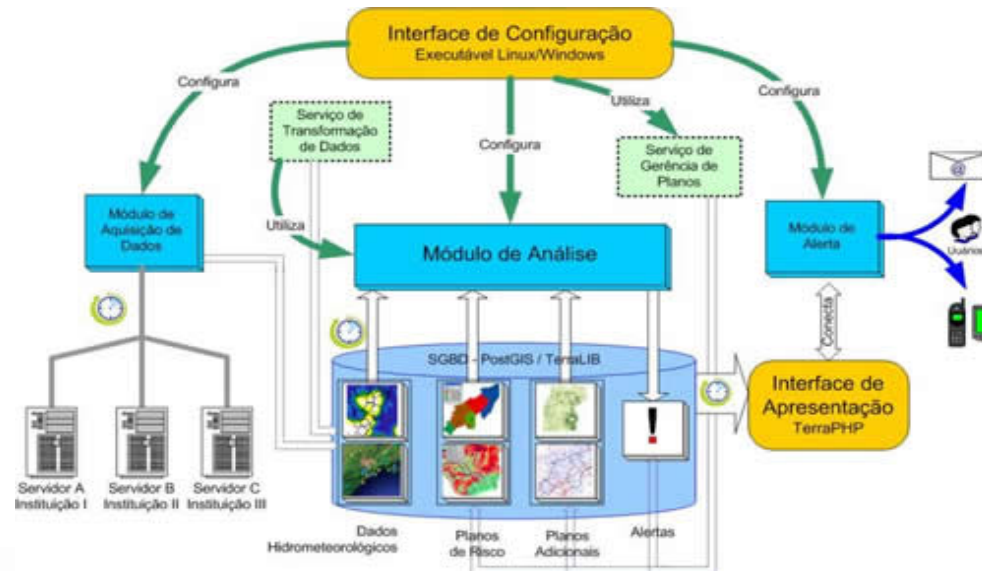 Interface de Configuração
Executável Linux/Windows
Configura
Utiliza
Configura
Serviço de
Transformação
de Dados
Configura
Serviço de
Gerência de
Planos
@
Módulo de
Aquisição de
Dados
Utiliza
Módulo de Análise
Módulo de
Alerta
Usuários
Conecta
SGBD - PostGIS / TerraLIB
Interface de
Apresentação
TerraPHP
!
Servidor A
Instituição I
Servidor B
Instituição II
Servidor C
Instituição III
Dados
Hidrometeorológicos
Planos
de Risco
Planos
Adicionais
Alertas